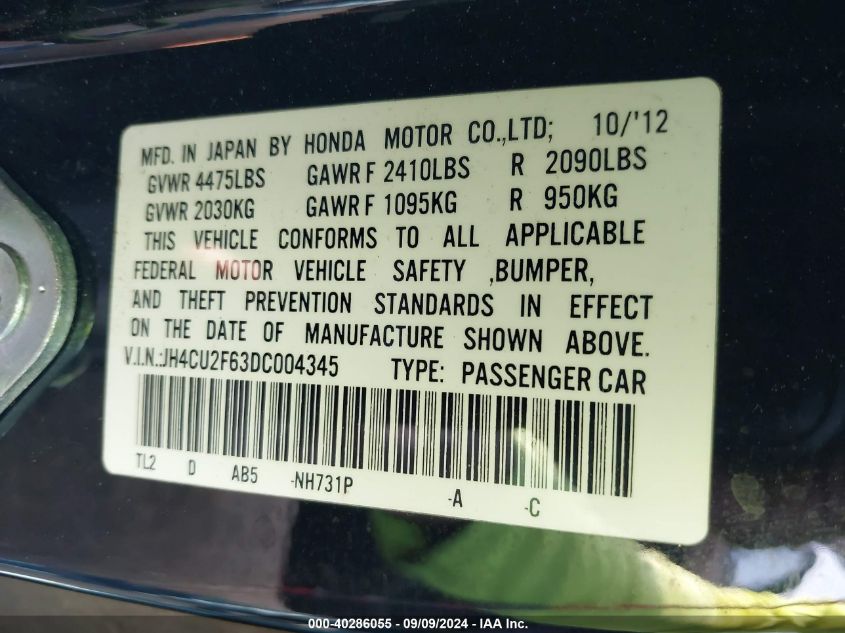 MFD. IN JAPAN BY HONDA MOTOR CO.,LTD; 10/'12
GVWR 4475LBS GAWR F 2410LBS R 2090LBS
GVWR 2030KG GAWR F 1095KG R 950KG
THIS VEHICLE CONFORMS TO ALL APPLICABLE
FEDERAL MOTOR VEHICLE SAFETY ,BUMPER,
AND THEFT PREVENTION STANDARDS IN EFFECT
ON THE DATE OF MANUFACTURE SHOWN ABOVE.
V.I.N.:JH4CU2F63DC004345 TYPE: PASSENGER CAR
TL2 D AB5 -NH731P -A -C
000-40286055 - 09/09/2024 - IAA Inc.